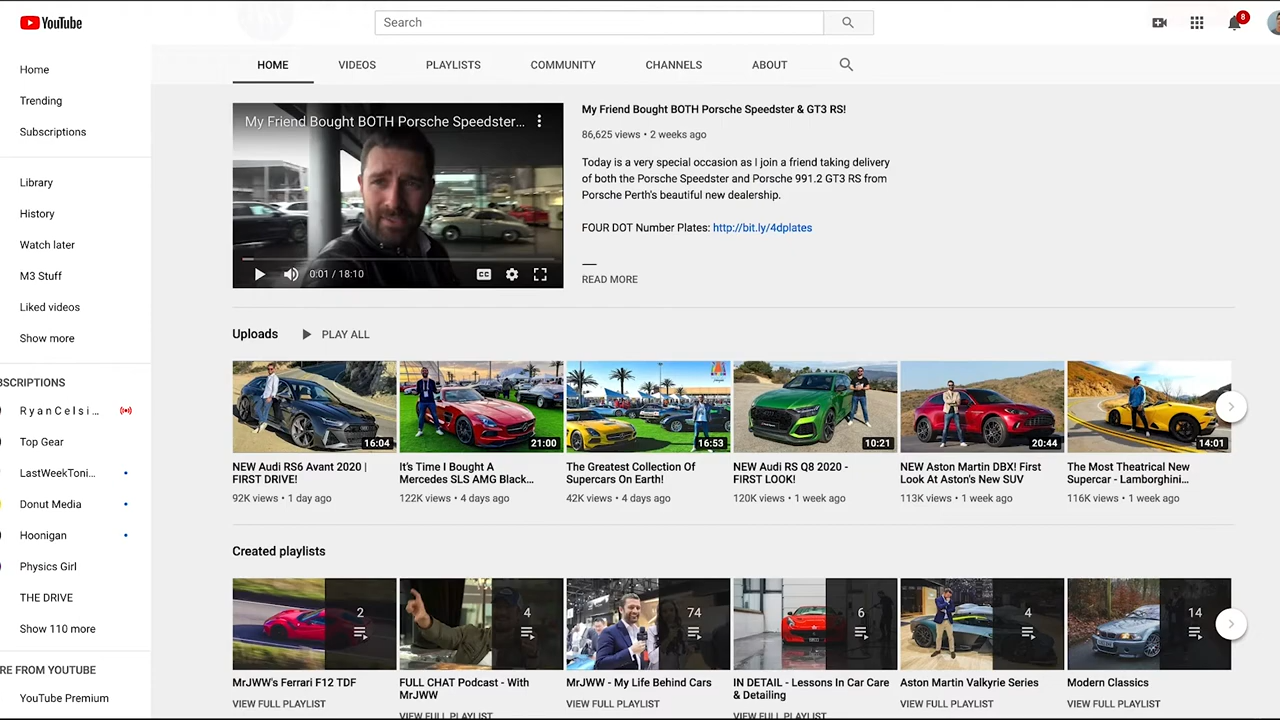 YouTube
Search
8
Home
Trending
Subscriptions
Library
History
Watch later
M3 Stuff
Liked videos
Show more
BSCRIPTIONS
R y a n C e l s i ...
Top Gear
LastWeekToni...
Donut Media
Hoonigan
Physics Girl
THE DRIVE
Show 110 more
RE FROM YOUTUBE
YouTube Premium
HOME VIDEOS PLAYLISTS COMMUNITY CHANNELS ABOUT
My Friend Bought BOTH Porsche Speedster...
0:01 / 18:10
CC
My Friend Bought BOTH Porsche Speedster & GT3 RS!
86,625 views • 2 weeks ago
Today is a very special occasion as I join a friend taking delivery
of both the Porsche Speedster and Porsche 991.2 GT3 RS from
Porsche Perth's beautiful new dealership.
FOUR DOT Number Plates: http://bit.ly/4dplates
__
READ MORE
Uploads PLAY ALL
16:04
NEW Audi RS6 Avant 2020 |
FIRST DRIVE!
92K views • 1 day ago
21:00
It's Time I Bought A
Mercedes SLS AMG Black...
122K views • 4 days ago
16:53
The Greatest Collection Of
Supercars On Earth!
42K views • 4 days ago
10:21
NEW Audi RS Q8 2020 -
FIRST LOOK!
120K views • 1 week ago
20:44
NEW Aston Martin DBX! First
Look At Aston's New SUV
113K views • 1 week ago
14:01
The Most Theatrical New
Supercar - Lamborghini...
116K views • 1 week ago
Created playlists
2
MrJWW's Ferrari F12 TDF
VIEW FULL PLAYLIST
4
FULL CHAT Podcast - With
MrJWW
VIEW FULL PLAYLIST
74
MrJWW - My Life Behind Cars
VIEW FULL PLAYLIST
6
IN DETAIL - Lessons In Car Care
& Detailing
VIEW FULL PLAYLIST
4
Aston Martin Valkyrie Series
VIEW FULL PLAYLIST
14
Modern Classics
VIEW FULL PLAYLIST